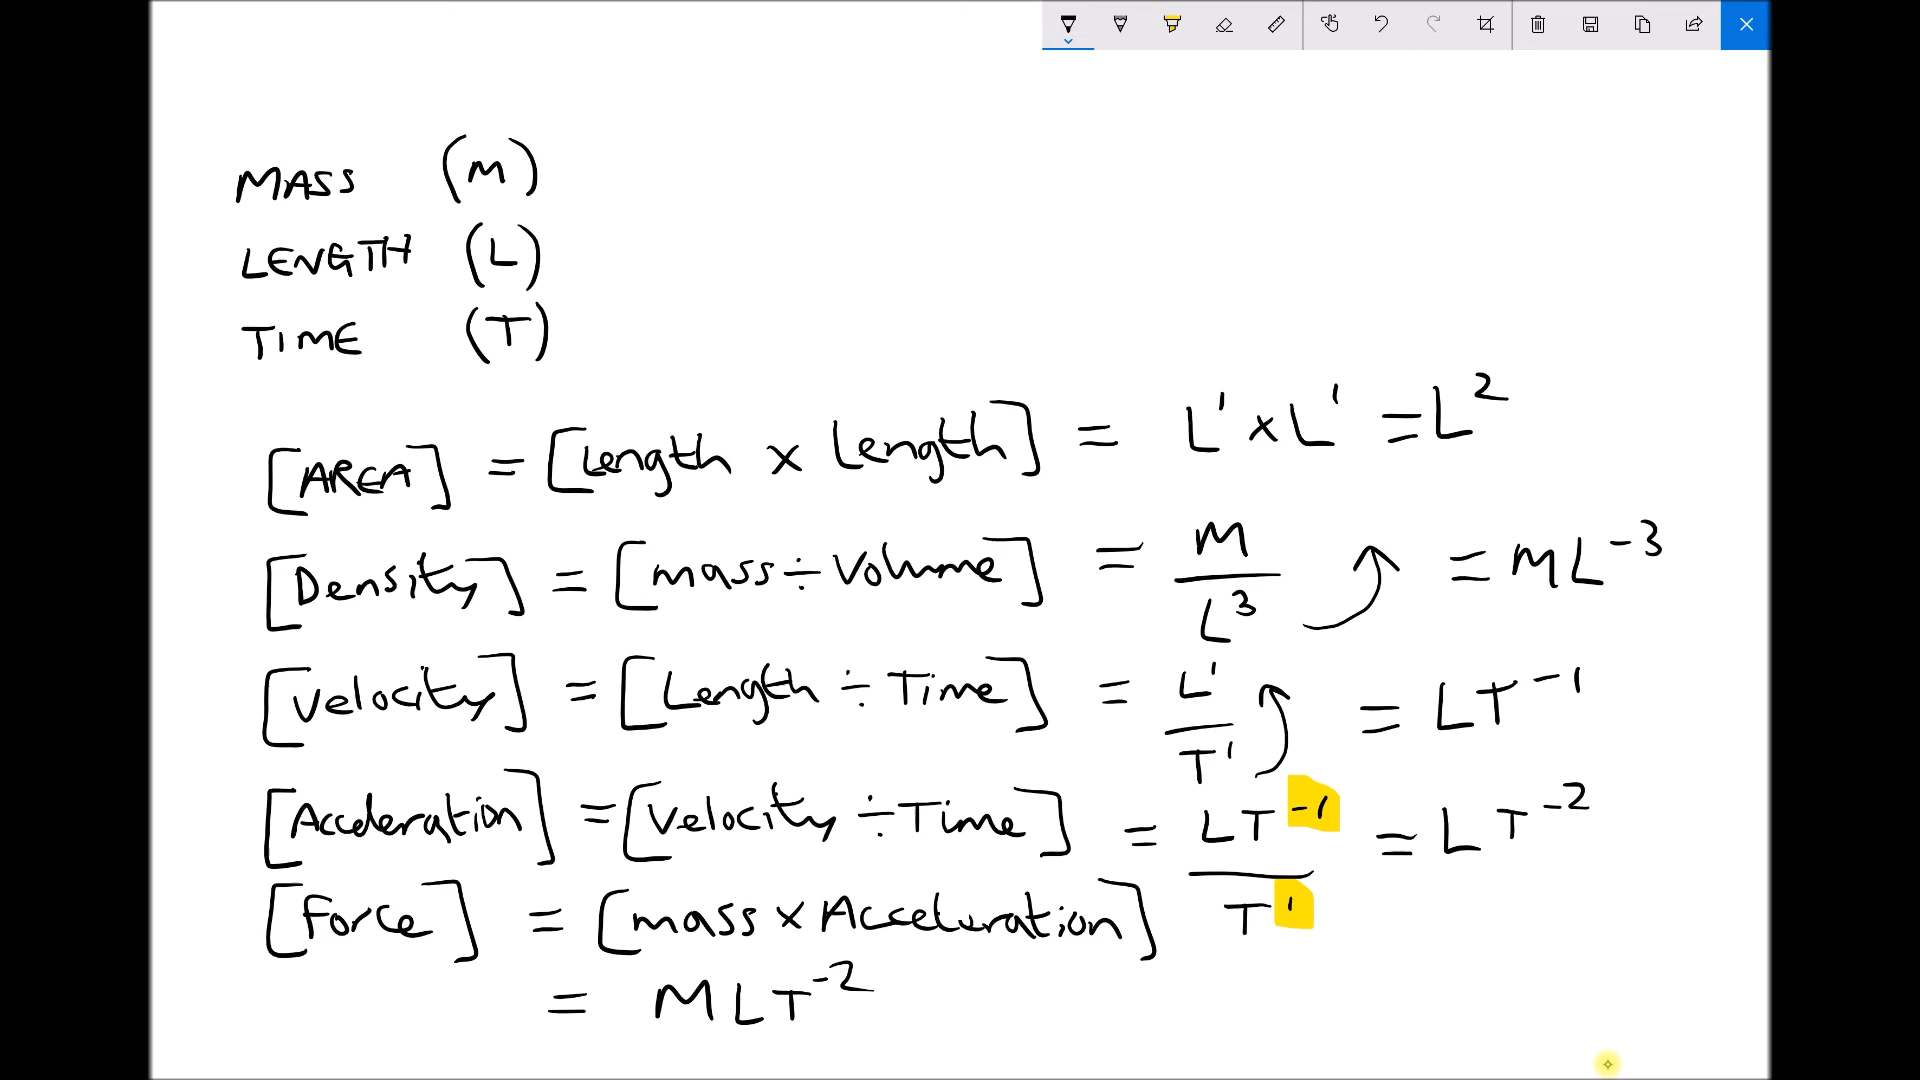 MASS (M)
LENGTH (L)
TIME (T)
[AREA] = [Length x Length] = L¹ x L¹ = L²
[Density] = [mass ÷ Volume] = M/L³ = ML⁻³
[Velocity] = [Length ÷ Time] = L¹/T¹ = LT⁻¹
[Acceleration] = [Velocity ÷ Time] = LT⁻¹/T¹ = LT⁻²
[Force] = [mass x Acceleration]
= MLT⁻²